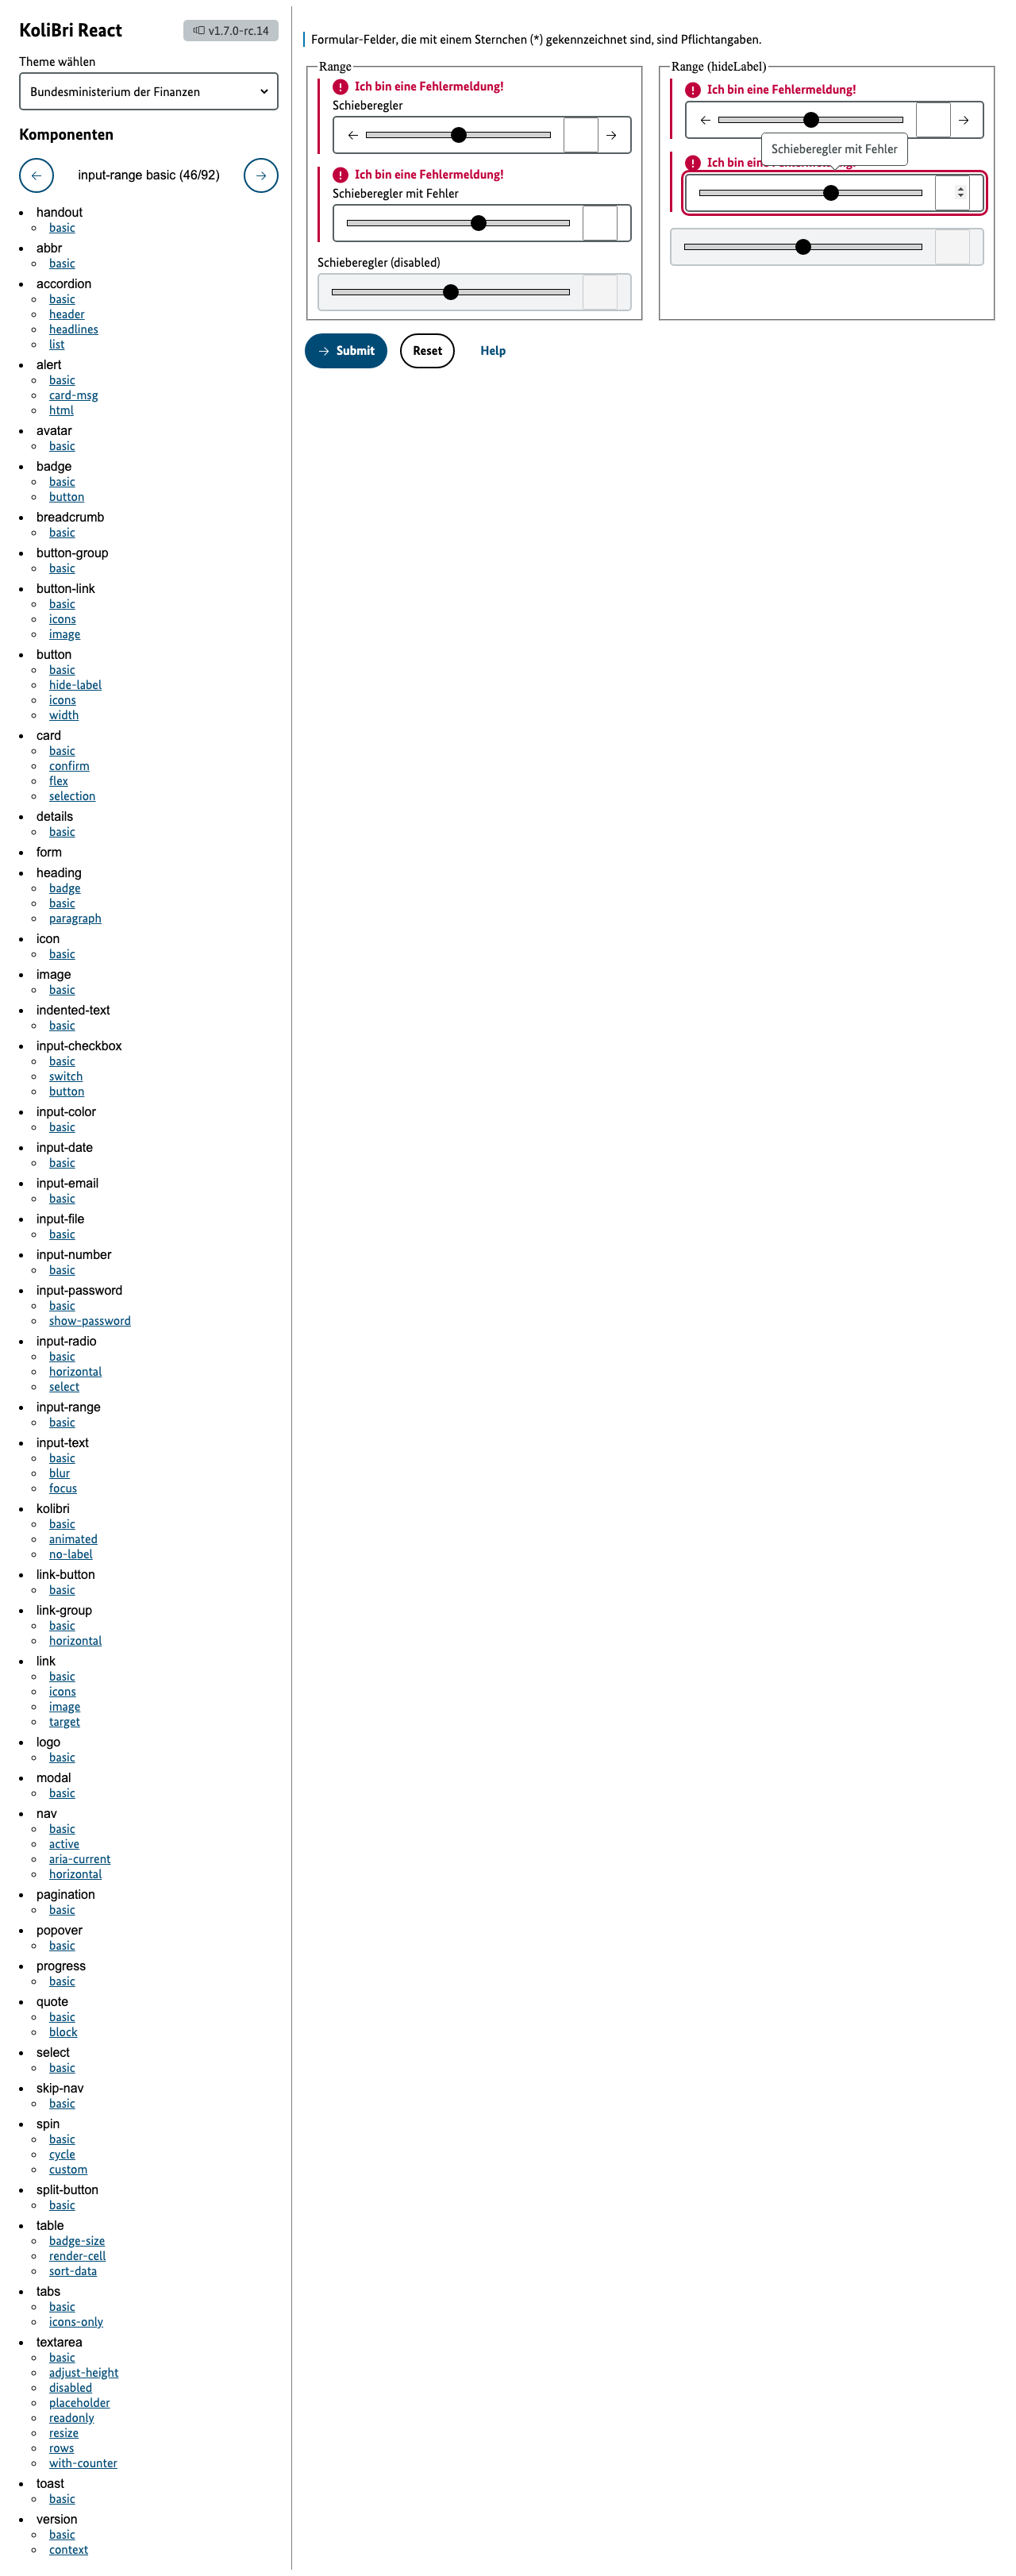 KoliBri React
v1.7.0-rc.14
Theme wählen
Bundesministerium der Finanzen
Komponenten
input-range basic (46/92)
handout
basic
abbr
basic
accordion
basic
header
headlines
list
alert
basic
card-msg
html
avatar
basic
badge
basic
button
breadcrumb
basic
button-group
basic
button-link
basic
icons
image
button
basic
hide-label
icons
width
card
basic
confirm
flex
selection
details
basic
form
heading
badge
basic
paragraph
icon
basic
image
basic
indented-text
basic
input-checkbox
basic
switch
button
input-color
basic
input-date
basic
input-email
basic
input-file
basic
input-number
basic
input-password
basic
show-password
input-radio
basic
horizontal
select
input-range
basic
input-text
basic
blur
focus
kolibri
basic
animated
no-label
link-button
basic
link-group
basic
horizontal
link
basic
icons
image
target
logo
basic
modal
basic
nav
basic
active
aria-current
horizontal
pagination
basic
popover
basic
progress
basic
quote
basic
block
select
basic
skip-nav
basic
spin
basic
cycle
custom
split-button
basic
table
badge-size
render-cell
sort-data
tabs
basic
icons-only
textarea
basic
adjust-height
disabled
placeholder
readonly
resize
rows
with-counter
toast
basic
version
basic
context
Formular-Felder, die mit einem Sternchen (*) gekennzeichnet sind, sind Pflichtangaben.
Range
Ich bin eine Fehlermeldung!
Schieberegler
Ich bin eine Fehlermeldung!
Schieberegler mit Fehler
Schieberegler (disabled)
Range (hideLabel)
Ich bin eine Fehlermeldung!
Schieberegler mit Fehler
Ich bin
Submit
Reset
Help